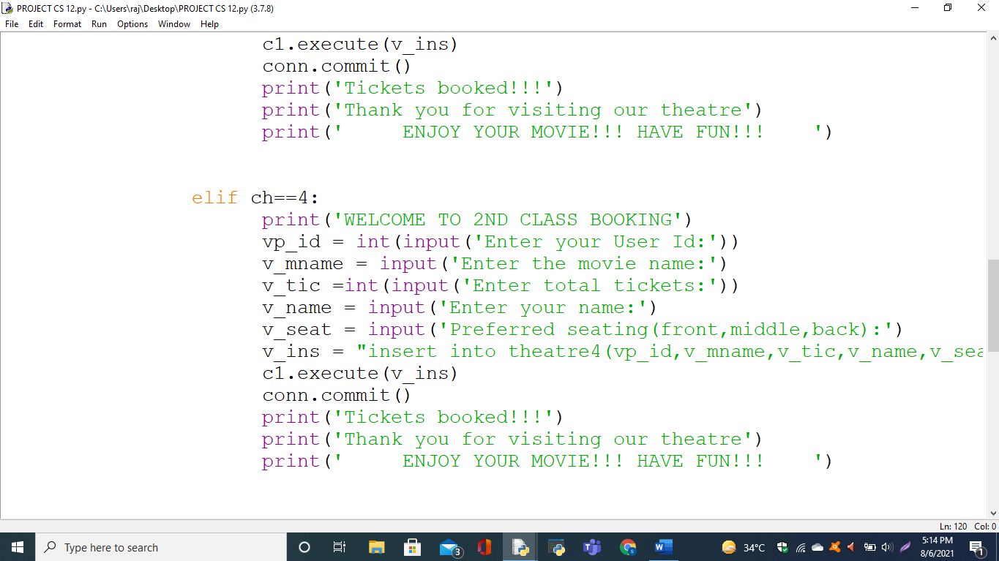 PROJECT CS 12.py - C:\Users\raj\Desktop\PROJECT CS 12.py (3.7.8)
File Edit Format Run Options Window Help
c1.execute(v_ins)
conn.commit()
print('Tickets booked!!!')
print('Thank you for visiting our theatre')
print('     ENJOY YOUR MOVIE!!! HAVE FUN!!!    ')
elif ch==4:
print('WELCOME TO 2ND CLASS BOOKING')
vp_id = int(input('Enter your User Id:'))
v_mname = input('Enter the movie name:')
v_tic =int(input('Enter total tickets:'))
v_name = input('Enter your name:')
v_seat = input('Preferred seating(front,middle,back):')
v_ins = "insert into theatre4(vp_id,v_mname,v_tic,v_name,v_sea
c1.execute(v_ins)
conn.commit()
print('Tickets booked!!!')
print('Thank you for visiting our theatre')
print('     ENJOY YOUR MOVIE!!! HAVE FUN!!!    ')
Ln: 120 Col: 0
Type here to search
3
34°C
5:14 PM
8/6/2021
1